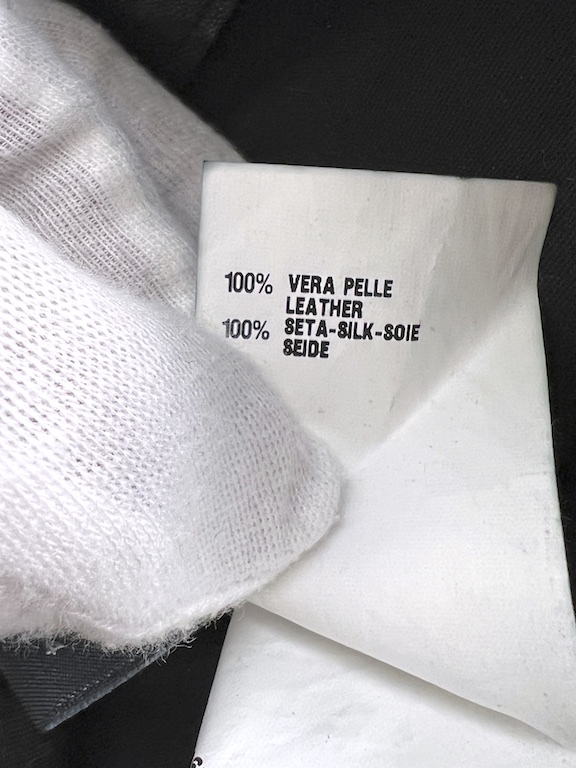 100% VERA PELLE
LEATHER
100% SETA-SILK-SOIE
SEIDE